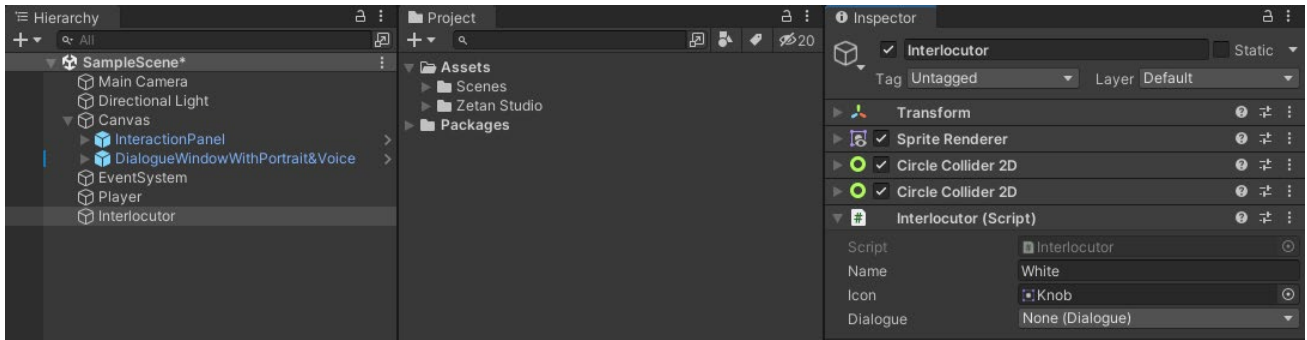 Hierarchy
All
SampleScene*
Main Camera
Directional Light
Canvas
InteractionPanel
DialogueWindowWithPortrait&Voice
EventSystem
Player
Interlocutor
Project
20
Assets
Scenes
Zetan Studio
Packages
Inspector
Interlocutor
Static
Tag Untagged
Layer Default
Transform
Sprite Renderer
Circle Collider 2D
Circle Collider 2D
# Interlocutor (Script)
Script Interlocutor
Name White
Icon Knob
Dialogue None (Dialogue)